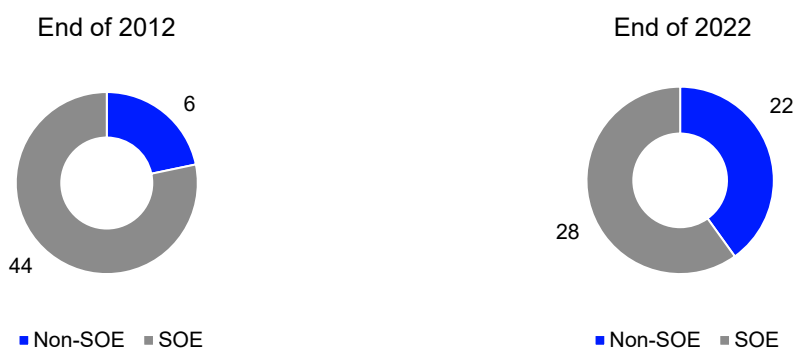 End of 2012
6
44
Non-SOE SOE
End of 2022
22
28
Non-SOE SOE